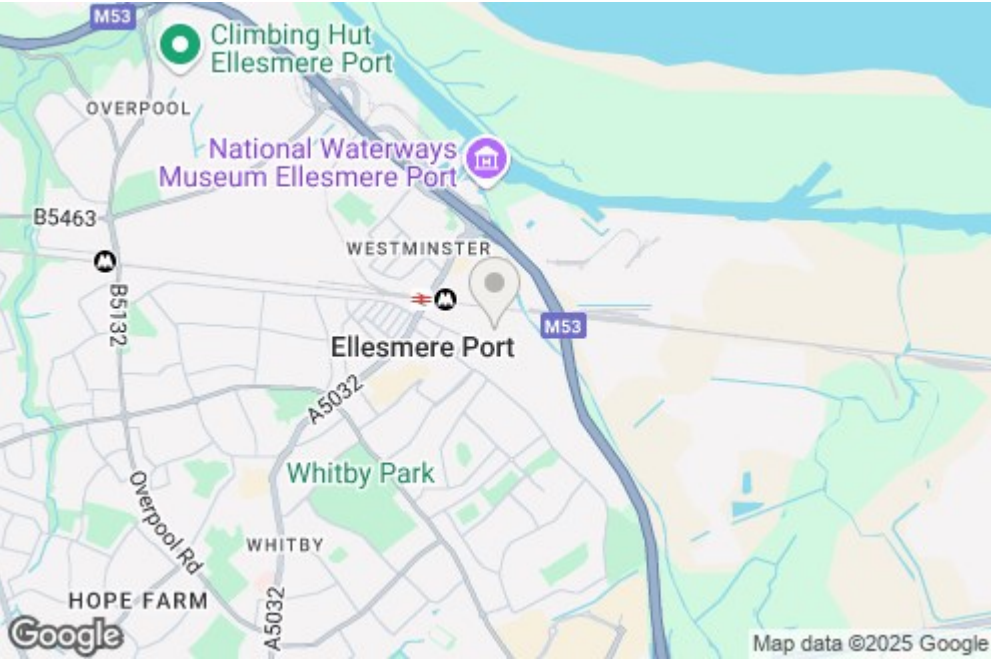 M53
Climbing Hut
Ellesmere Port
OVERPOOL
National Waterways
Museum Ellesmere Port
B5463
WESTMINSTER
B5132
M53
Ellesmere Port
A5032
Whitby Park
Overpool Rd
WHITBY
HOPE FARM
A5032
Google
Map data ©2025 Google